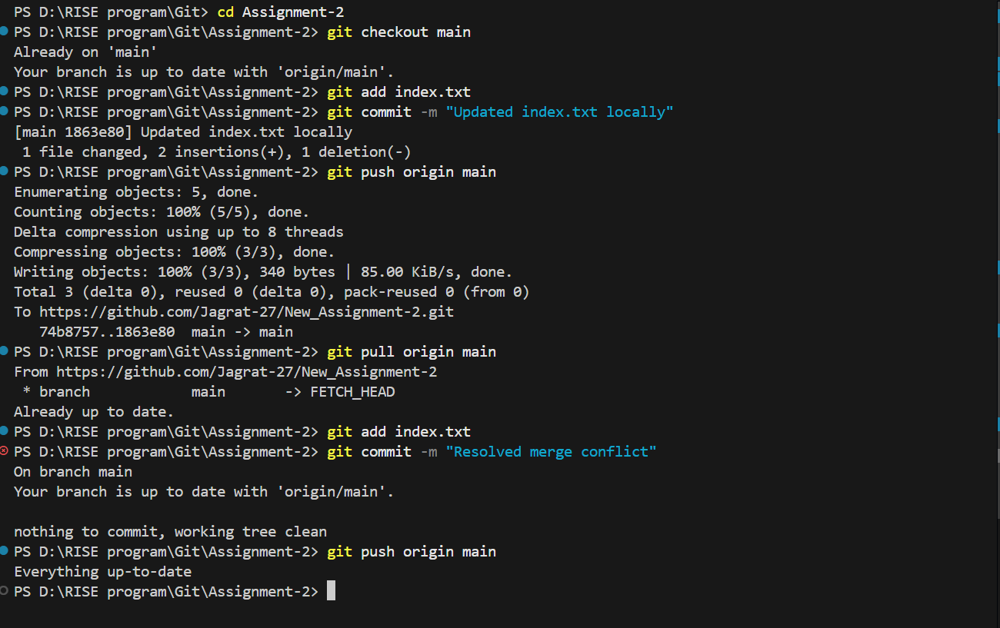 PS D:\RISE program\Git> cd Assignment-2
PS D:\RISE program\Git\Assignment-2> git checkout main
Already on 'main'
Your branch is up to date with 'origin/main'.
PS D:\RISE program\Git\Assignment-2> git add index.txt
PS D:\RISE program\Git\Assignment-2> git commit -m "Updated index.txt locally"
[main 1863e80] Updated index.txt locally
 1 file changed, 2 insertions(+), 1 deletion(-)
PS D:\RISE program\Git\Assignment-2> git push origin main
Enumerating objects: 5, done.
Counting objects: 100% (5/5), done.
Delta compression using up to 8 threads
Compressing objects: 100% (3/3), done.
Writing objects: 100% (3/3), 340 bytes | 85.00 KiB/s, done.
Total 3 (delta 0), reused 0 (delta 0), pack-reused 0 (from 0)
To https://github.com/Jagrat-27/New_Assignment-2.git
   74b8757..1863e80  main -> main
PS D:\RISE program\Git\Assignment-2> git pull origin main
From https://github.com/Jagrat-27/New_Assignment-2
 * branch            main       -> FETCH_HEAD
Already up to date.
PS D:\RISE program\Git\Assignment-2> git add index.txt
PS D:\RISE program\Git\Assignment-2> git commit -m "Resolved merge conflict"
On branch main
Your branch is up to date with 'origin/main'.

nothing to commit, working tree clean
PS D:\RISE program\Git\Assignment-2> git push origin main
Everything up-to-date
PS D:\RISE program\Git\Assignment-2>